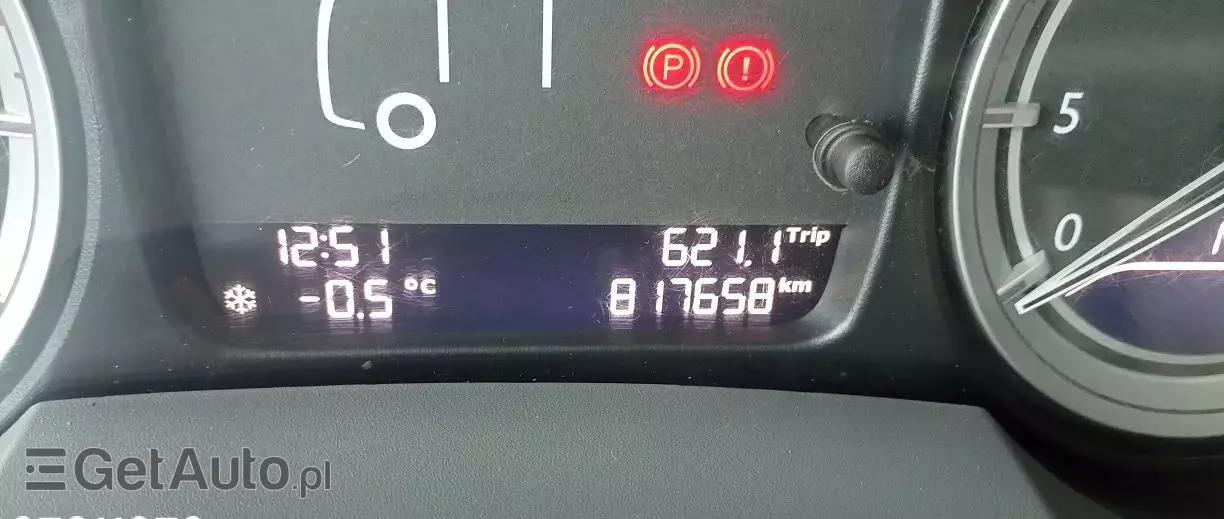 P !
5
0
12:51 621.1 Trip
-0.5 °C 817658 km
GetAuto.pl